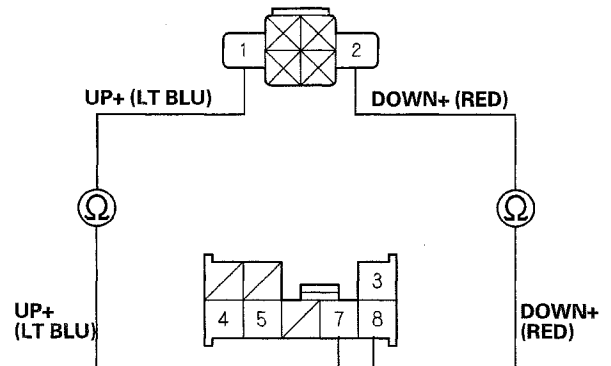 1 2
UP+ (LT BLU) DOWN+ (RED)
Ω Ω
3
UP+
(LT BLU)
4 5 7 8
DOWN+
(RED)